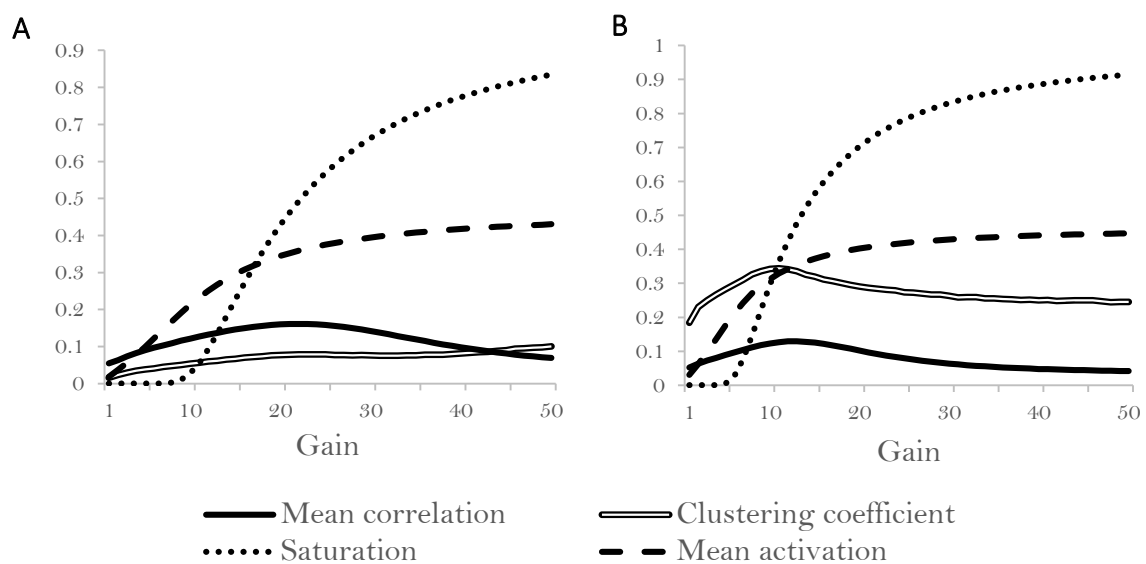 A
0.9
0.8
0.7
0.6
0.5
0.4
0.3
0.2
0.1
0
1 10 20 30 40 50
Gain
B
1
0.9
0.8
0.7
0.6
0.5
0.4
0.3
0.2
0.1
0
1 10 20 30 40 50
Gain
Mean correlation Clustering coefficient
Saturation Mean activation